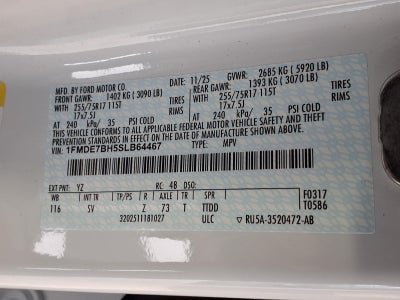 MFD. BY FORD MOTOR CO.
11/25 GVWR: 2685 KG ( 5920 LB)
FRONT GAWR: 1402 KG ( 3090 LB) REAR GAWR: 1393 KG ( 3070 LB)
WITH 255/75R17 115T TIRES WITH 255/75R17 115T TIRES
17x7.5J RIMS 17x7.5J RIMS
AT 240 kPa/ 35 PSI COLD AT 240 kPa/ 35 PSI COLD
THIS VEHICLE CONFORMS TO ALL APPLICABLE FEDERAL MOTOR VEHICLE SAFETY AND THEFT
PREVENTION STANDARDS IN EFFECT ON THE DATE OF MANUFACTURE SHOWN ABOVE.
VIN: 1FMDE7BH5SLB64467 TYPE: MPV
EXT PNT: YZ RC: 48 DSO: F0317
WB BRK INT TR TP/PS R AXLE TR SPR T0586
116 SV Z 73 T TTDD
3202511181027 ULC RU5A-3520472-AB